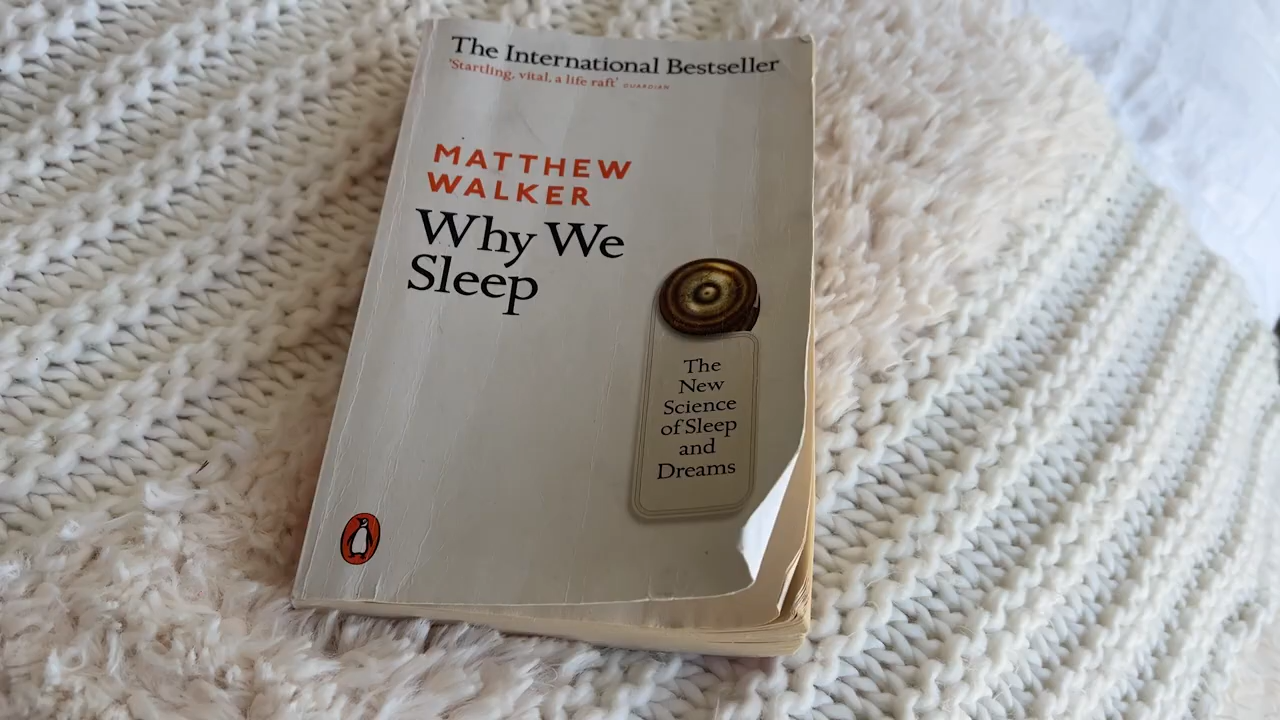 The International Bestseller
'Startling, vital, a life raft' GUARDIAN
MATTHEW
WALKER
Why We
Sleep
The
New
Science
of Sleep
and
Dreams